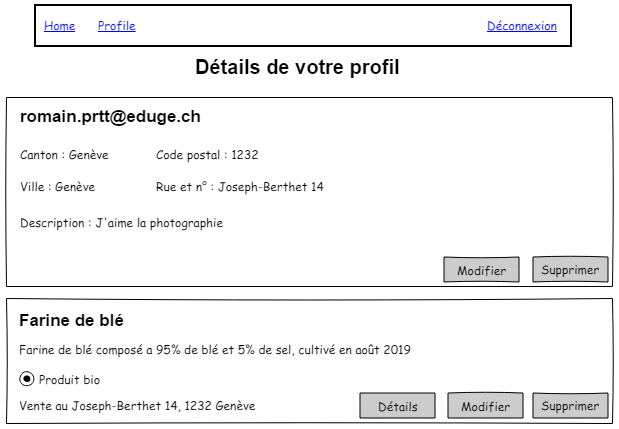 Home Profile Déconnexion
Détails de votre profil
romain.prtt@eduge.ch
Canton : Genève Code postal : 1232
Ville : Genève Rue et n° : Joseph-Berthet 14
Description : J'aime la photographie
Modifier Supprimer
Farine de blé
Farine de blé composé a 95% de blé et 5% de sel, cultivé en août 2019
Produit bio
Vente au Joseph-Berthet 14, 1232 Genève Détails Modifier Supprimer